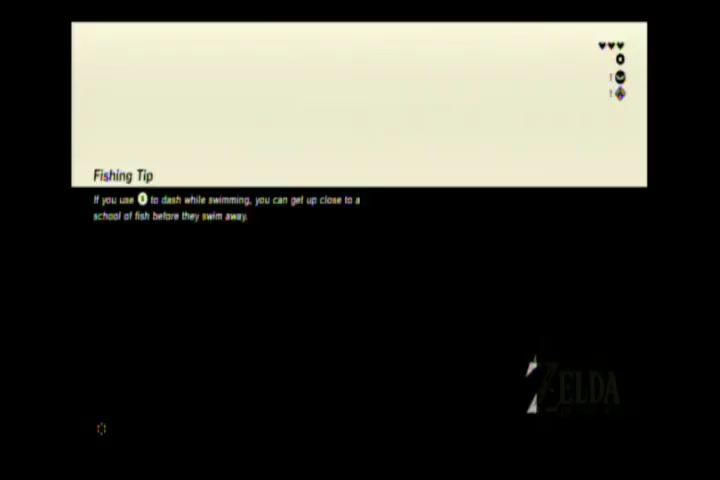 Fishing Tip
If you use X to dash while swimming, you can get up close to a
school of fish before they swim away.
ZELDA